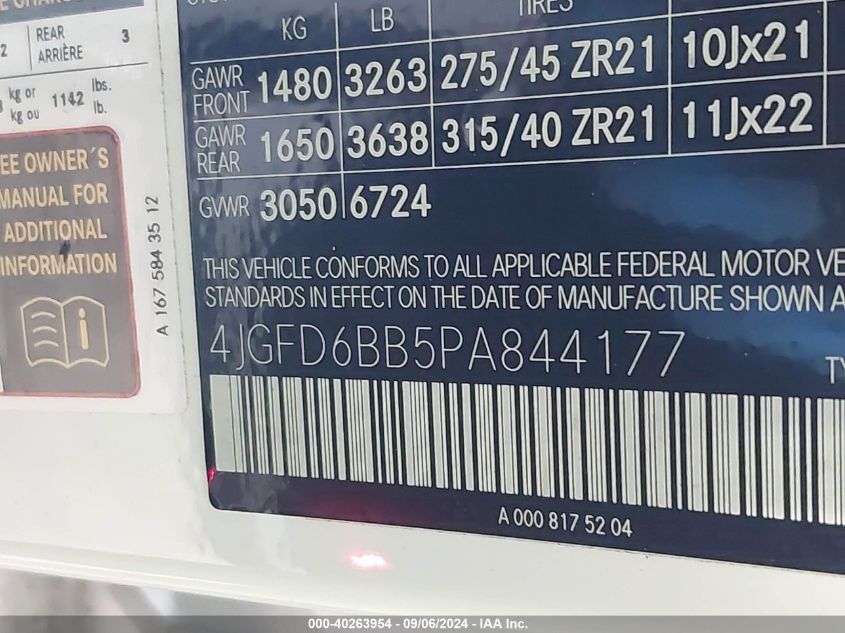 2 REAR ARRIÈRE 3
kg or 1142 lbs.
kg ou lb.
EE OWNER´S
MANUAL FOR
ADDITIONAL
INFORMATION
A 167 584 35 12
KG LB TIRES
GAWR FRONT 1480 3263 275/45 ZR21 10Jx21
GAWR REAR 1650 3638 315/40 ZR21 11Jx22
GVWR 3050 6724
THIS VEHICLE CONFORMS TO ALL APPLICABLE FEDERAL MOTOR VE
STANDARDS IN EFFECT ON THE DATE OF MANUFACTURE SHOWN A
4JGFD6BB5PA844177
TY
A 000 817 52 04
000-40263954 - 09/06/2024 - IAA Inc.